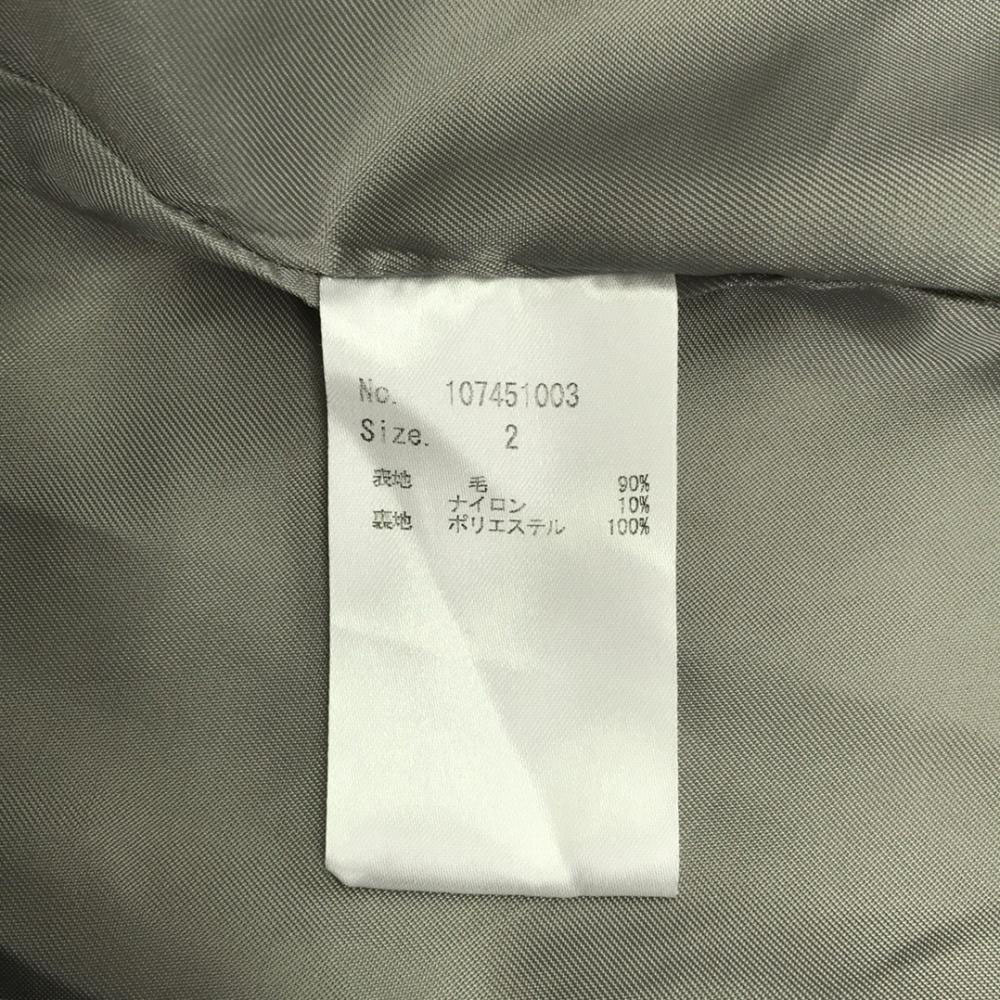 No. 107451003
Size. 2
表地 毛 90%
ナイロン 10%
裏地 ポリエステル 100%